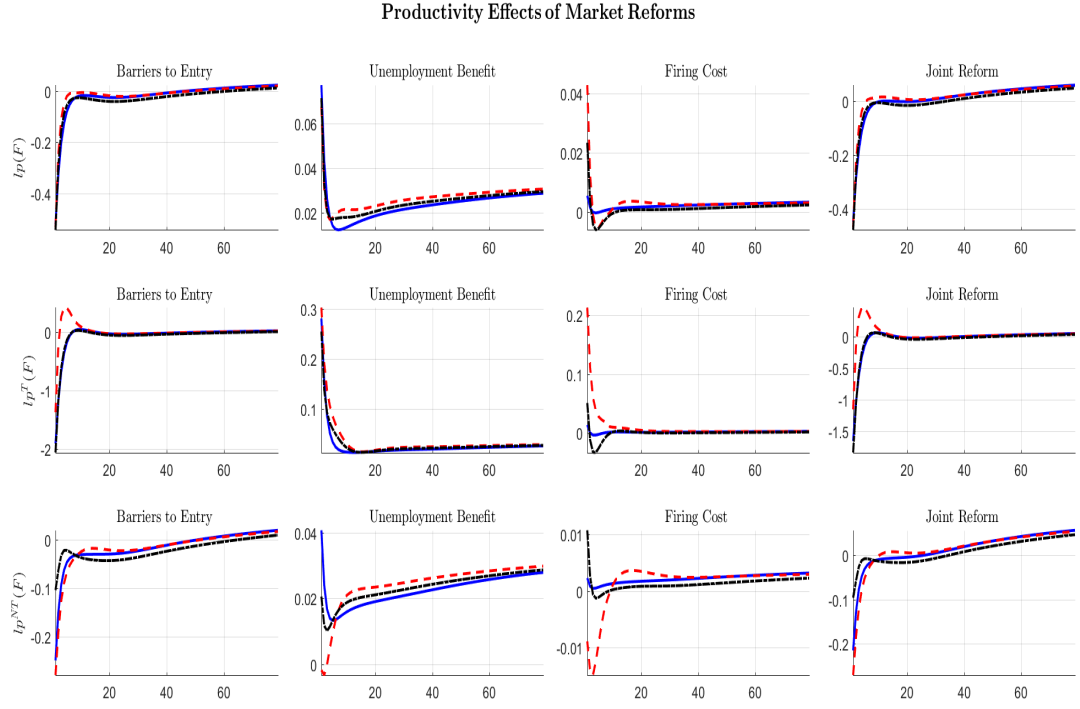 Productivity Effects of Market Reforms
Barriers to Entry
Unemployment Benefit
Firing Cost
Joint Reform
lp(F)
0
-0.2
-0.4
20 40 60
0.06
0.04
0.02
20 40 60
0.04
0.02
0
20 40 60
0
-0.2
-0.4
20 40 60
Barriers to Entry
Unemployment Benefit
Firing Cost
Joint Reform
lp^T(F)
0
-1
-2
20 40 60
0.3
0.2
0.1
20 40 60
0.2
0.1
0
20 40 60
0
-0.5
-1
-1.5
20 40 60
Barriers to Entry
Unemployment Benefit
Firing Cost
Joint Reform
lp^{NT}(F)
0
-0.1
-0.2
20 40 60
0.04
0.02
0
20 40 60
0.01
0
-0.01
20 40 60
0
-0.1
-0.2
20 40 60